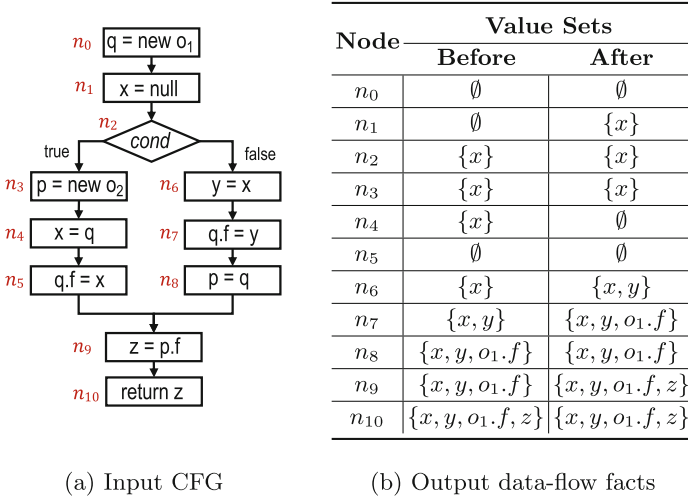 n₀ q = new o₁
n₁ x = null
n₂ cond
true false
n₃ p = new o₂ n₆ y = x
n₄ x = q n₇ q.f = y
n₅ q.f = x n₈ p = q
n₉ z = p.f
n₁₀ return z
(a) Input CFG
Node Value Sets
Before After
n₀ ∅ ∅
n₁ ∅ {x}
n₂ {x} {x}
n₃ {x} {x}
n₄ {x} ∅
n₅ ∅ ∅
n₆ {x} {x, y}
n₇ {x, y} {x, y, o₁.f}
n₈ {x, y, o₁.f} {x, y, o₁.f}
n₉ {x, y, o₁.f} {x, y, o₁.f, z}
n₁₀ {x, y, o₁.f, z} {x, y, o₁.f, z}
(b) Output data-flow facts